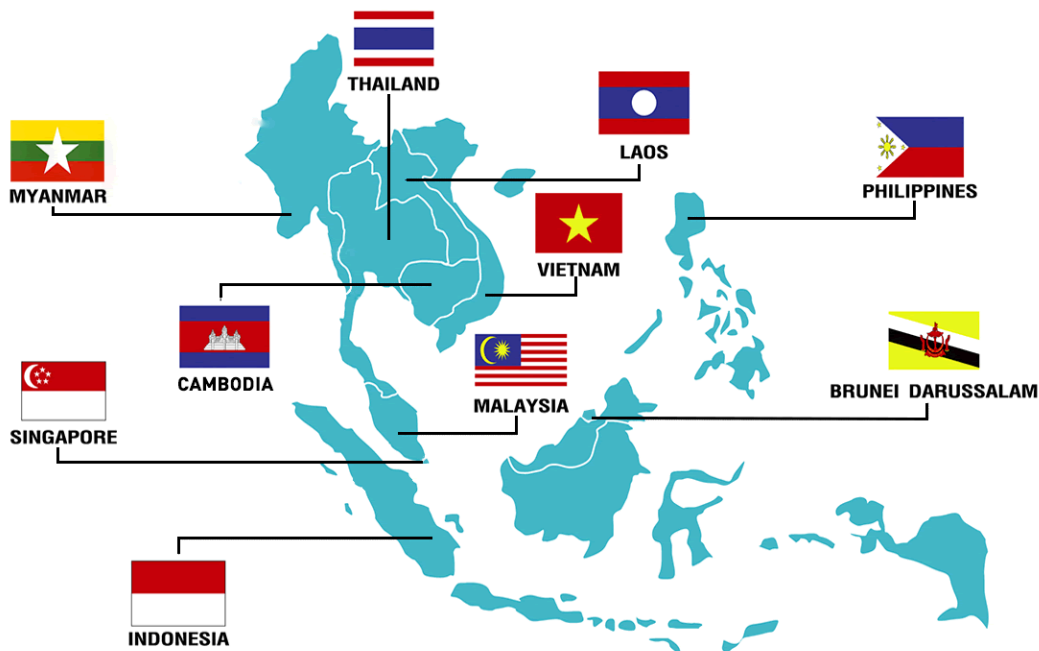 THAILAND
LAOS
MYANMAR
PHILIPPINES
VIETNAM
CAMBODIA
MALAYSIA
BRUNEI DARUSSALAM
SINGAPORE
INDONESIA